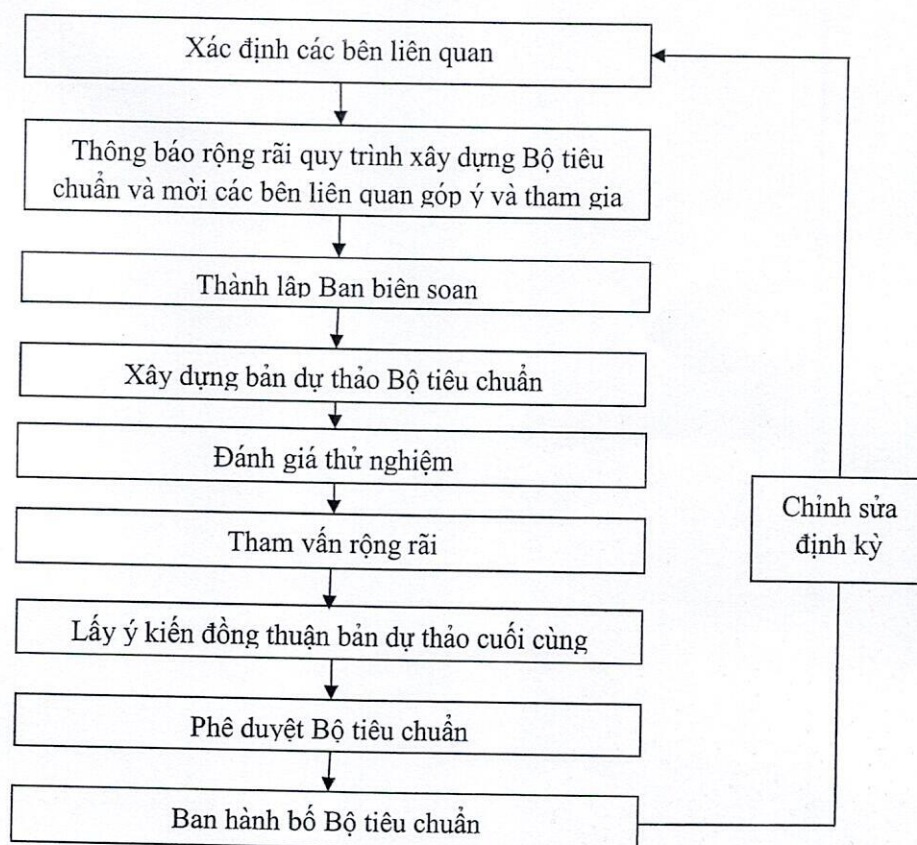 Xác định các bên liên quan
Thông báo rộng rãi quy trình xây dựng Bộ tiêu
chuẩn và mời các bên liên quan góp ý và tham gia
Thành lập Ban biên soạn
Xây dựng bản dự thảo Bộ tiêu chuẩn
Đánh giá thử nghiệm
Tham vấn rộng rãi
Lấy ý kiến đồng thuận bản dự thảo cuối cùng
Phê duyệt Bộ tiêu chuẩn
Ban hành bố Bộ tiêu chuẩn
Chỉnh sửa
định kỳ